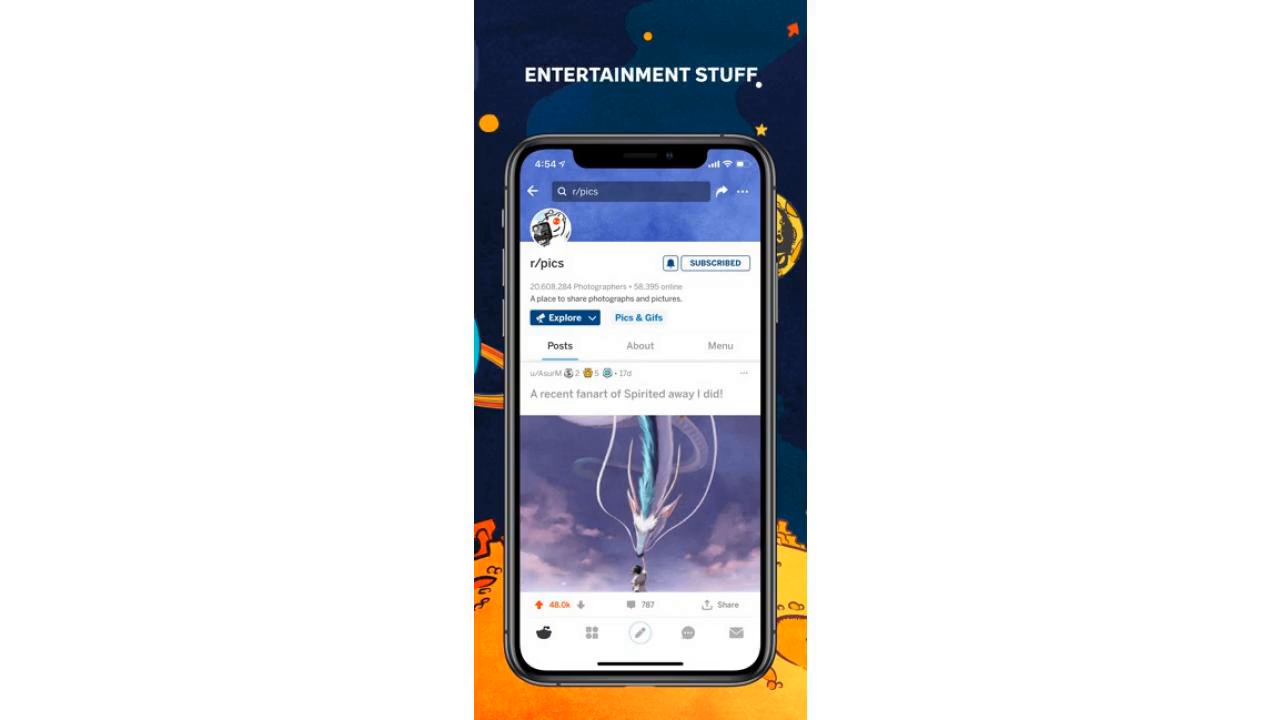 ENTERTAINMENT STUFF
4:54
r/pics
r/pics
SUBSCRIBED
20,608,284 Photographers • 58,395 online
A place to share photographs and pictures.
Explore
Pics & Gifs
Posts
About
Menu
u/AsurM 2 5 • 17d
A recent fanart of Spirited away I did!
48.0k
787
Share